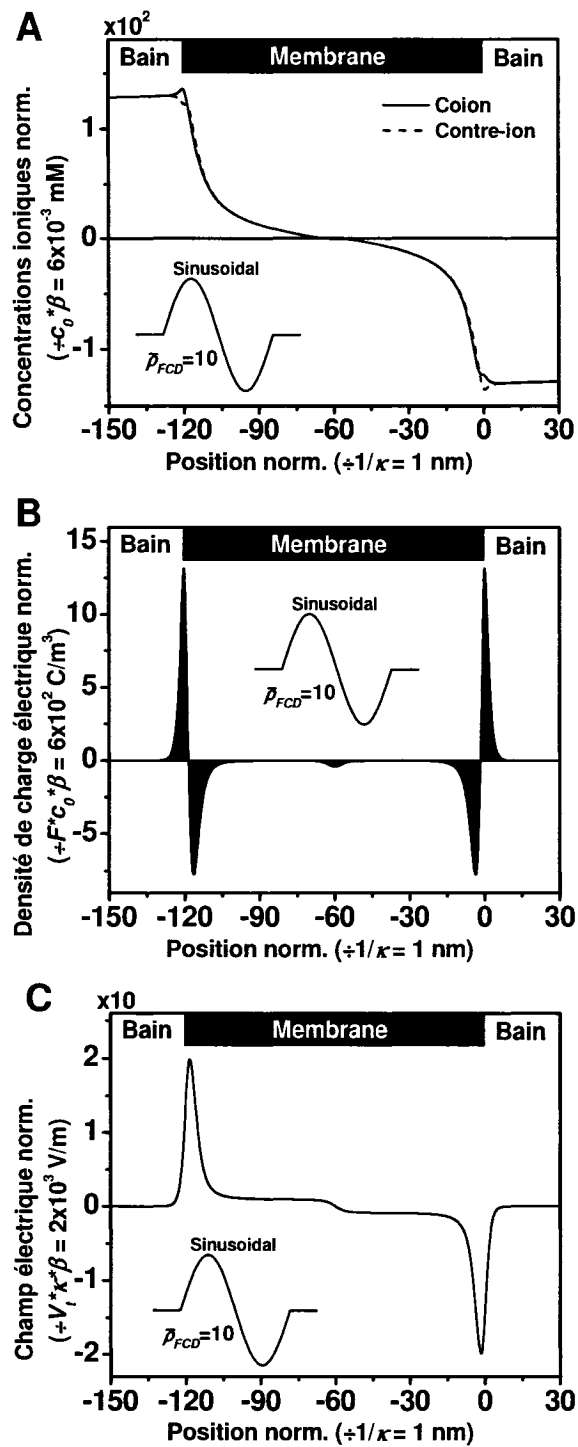 A
x10²
Bain Membrane Bain
Concentrations ioniques norm.
(÷c₀*β = 6x10⁻³ mM)
1
0
-1
Coion
Contre-ion
Sinusoidal
ρ̄FCD=10
-150 -120 -90 -60 -30 0 30
Position norm. (÷1/κ = 1 nm)
B
Bain Membrane Bain
Densité de charge électrique norm.
(÷F*c₀*β = 6x10² C/m³)
15
10
5
0
-5
Sinusoidal
ρ̄FCD=10
-150 -120 -90 -60 -30 0 30
Position norm. (÷1/κ = 1 nm)
C
x10
Bain Membrane Bain
Champ électrique norm.
(÷Vₜ*κ*β = 2x10³ V/m)
2
1
0
-1
-2
Sinusoidal
ρ̄FCD=10
-150 -120 -90 -60 -30 0 30
Position norm. (÷1/κ = 1 nm)